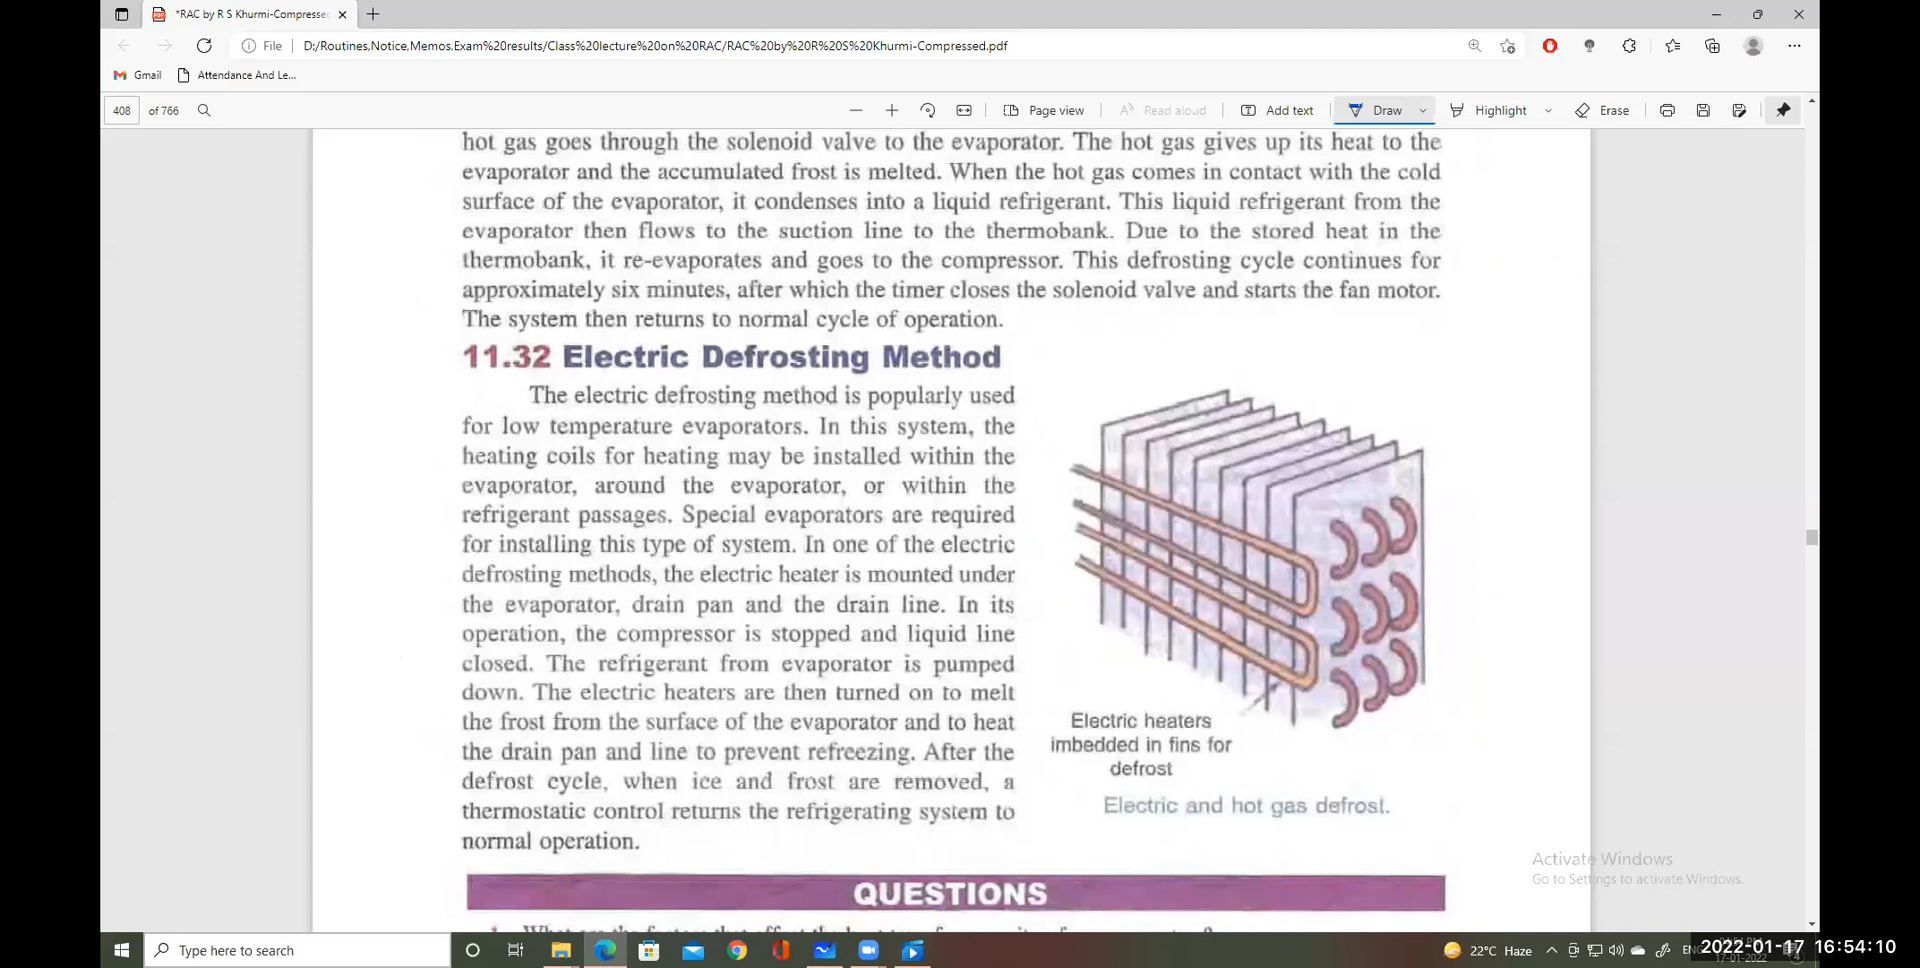 *RAC by R S Khurmi-Compressed
File D:/Routines,Notice,Memos,Exam%20results/Class%20lecture%20on%20RAC/RAC%20by%20R%20S%20Khurmi-Compressed.pdf
Gmail Attendance And Le...
408 of 766 Page view Read aloud Add text Draw Highlight Erase
hot gas goes through the solenoid valve to the evaporator. The hot gas gives up its heat to the
evaporator and the accumulated frost is melted. When the hot gas comes in contact with the cold
surface of the evaporator, it condenses into a liquid refrigerant. This liquid refrigerant from the
evaporator then flows to the suction line to the thermobank. Due to the stored heat in the
thermobank, it re-evaporates and goes to the compressor. This defrosting cycle continues for
approximately six minutes, after which the timer closes the solenoid valve and starts the fan motor.
The system then returns to normal cycle of operation.
11.32 Electric Defrosting Method
The electric defrosting method is popularly used
for low temperature evaporators. In this system, the
heating coils for heating may be installed within the
evaporator, around the evaporator, or within the
refrigerant passages. Special evaporators are required
for installing this type of system. In one of the electric
defrosting methods, the electric heater is mounted under
the evaporator, drain pan and the drain line. In its
operation, the compressor is stopped and liquid line
closed. The refrigerant from evaporator is pumped
down. The electric heaters are then turned on to melt
the frost from the surface of the evaporator and to heat
the drain pan and line to prevent refreezing. After the
defrost cycle, when ice and frost are removed, a
thermostatic control returns the refrigerating system to
normal operation.
Electric heaters
imbedded in fins for
defrost
Electric and hot gas defrost.
Activate Windows
Go to Settings to activate Windows.
QUESTIONS
Type here to search
22°C Haze
2022-01-17 16:54:10
17-01-2022